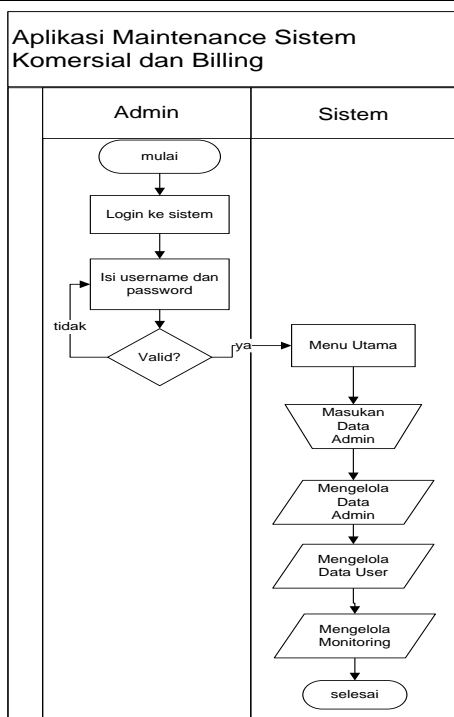 Aplikasi Maintenance Sistem
Komersial dan Billing
Admin
Sistem
mulai
Login ke sistem
Isi username dan
password
tidak
Valid?
ya
Menu Utama
Masukan
Data
Admin
Mengelola
Data
Admin
Mengelola
Data User
Mengelola
Monitoring
selesai